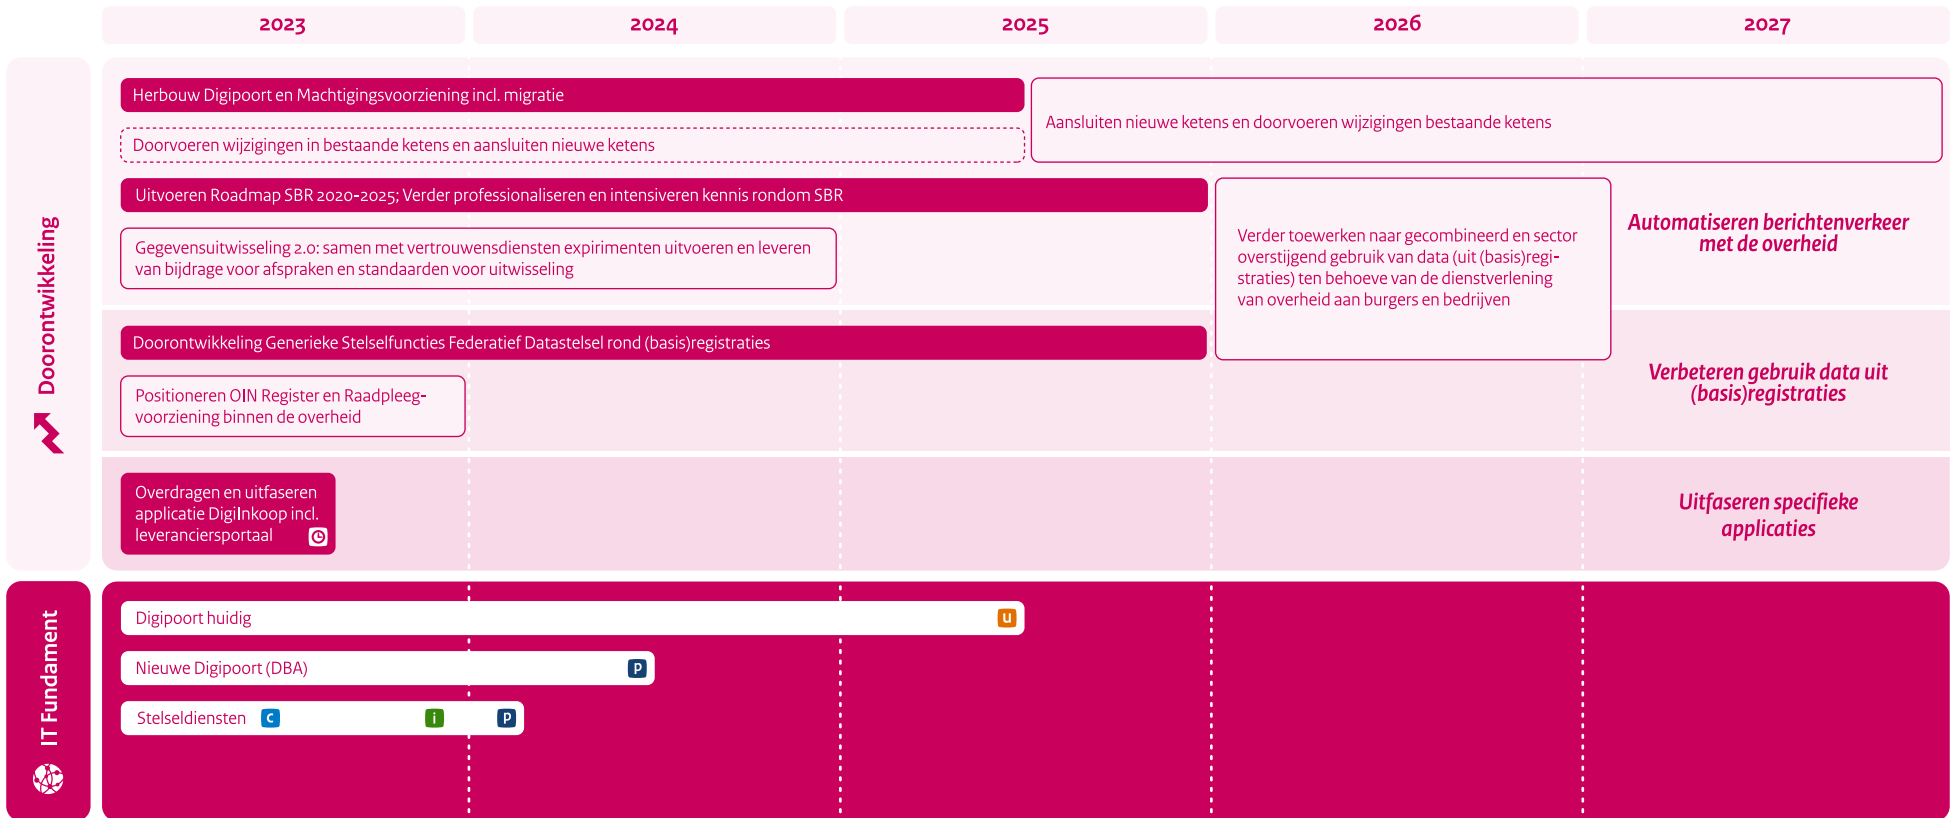 2023
2024
2025
2026
2027
Doorontwikkeling
Herbouw Digipoort en Machtigingsvoorziening incl. migratie
Doorvoeren wijzigingen in bestaande ketens en aansluiten nieuwe ketens
Aansluiten nieuwe ketens en doorvoeren wijzigingen bestaande ketens
Uitvoeren Roadmap SBR 2020-2025; Verder professionaliseren en intensiveren kennis rondom SBR
Gegevensuitwisseling 2.0: samen met vertrouwensdiensten expirimenten uitvoeren en leveren
van bijdrage voor afspraken en standaarden voor uitwisseling
Verder toewerken naar gecombineerd en sector
overstijgend gebruik van data (uit (basis)regi-
straties) ten behoeve van de dienstverlening
van overheid aan burgers en bedrijven
Automatiseren berichtenverkeer
met de overheid
Doorontwikkeling Generieke Stelselfuncties Federatief Datastelsel rond (basis)registraties
Positioneren OIN Register en Raadpleeg-
voorziening binnen de overheid
Verbeteren gebruik data uit
(basis)registraties
Overdragen en uitfaseren
applicatie DigiInkoop incl.
leveranciersportaal
Uitfaseren specifieke
applicaties
IT Fundament
Digipoort huidig
u
Nieuwe Digipoort (DBA)
p
Stelseldiensten
c
i
p